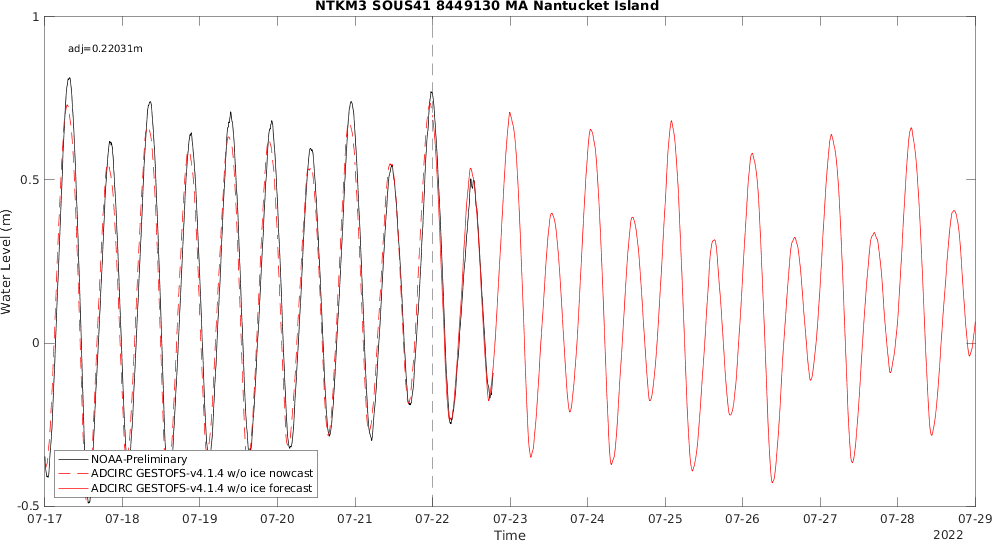 NTKM3 SOUS41 8449130 MA Nantucket Island
1
adj=0.22031m
0.5
Water Level (m)
0
NOAA-Preliminary
ADCIRC GESTOFS-v4.1.4 w/o ice nowcast
ADCIRC GESTOFS-v4.1.4 w/o ice forecast
-0.5
07-17 07-18 07-19 07-20 07-21 07-22 07-23 07-24 07-25 07-26 07-27 07-28 07-29
Time
2022